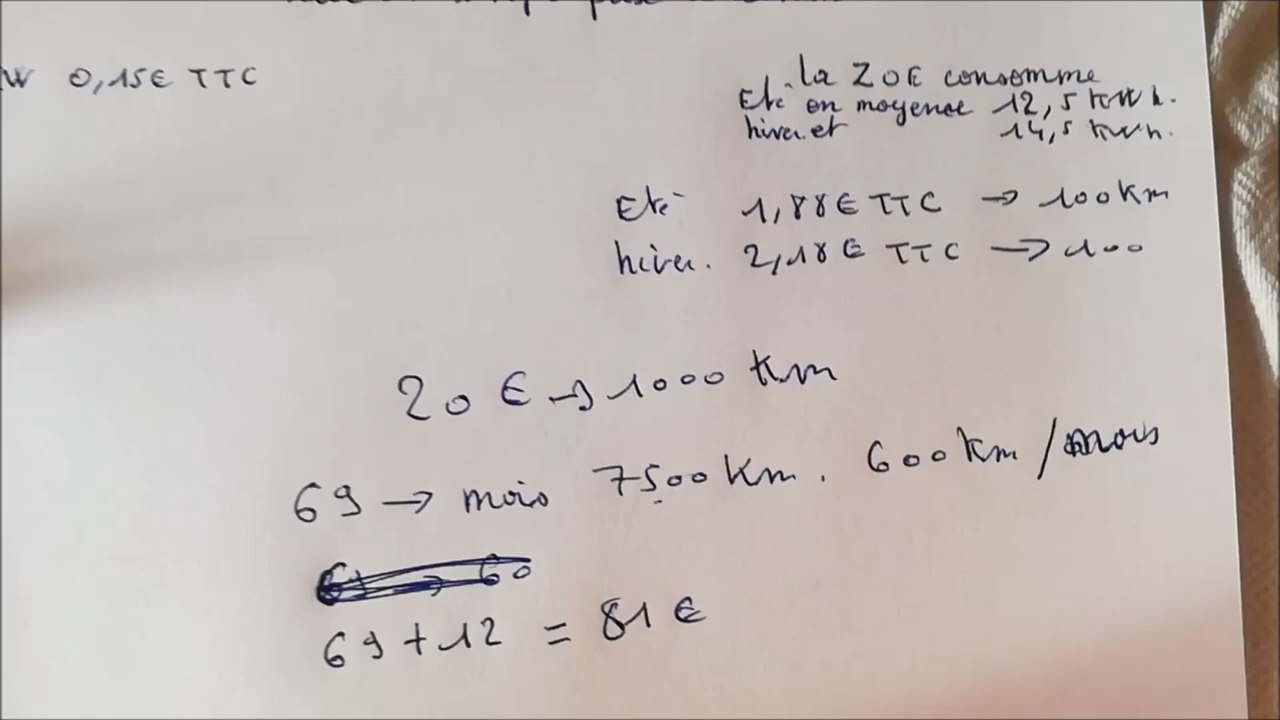 W 0,15€ TTC
la ZOE consomme
Eté en moyenne 12,5 KWh.
hiver et 14,5 KWh.
Eté 1,88€ TTC → 100Km
hiver. 2,18€ TTC → 100
20 € → 1000 Km
69 → mois 7500 Km. 600 Km/mois
69+12 = 81 €